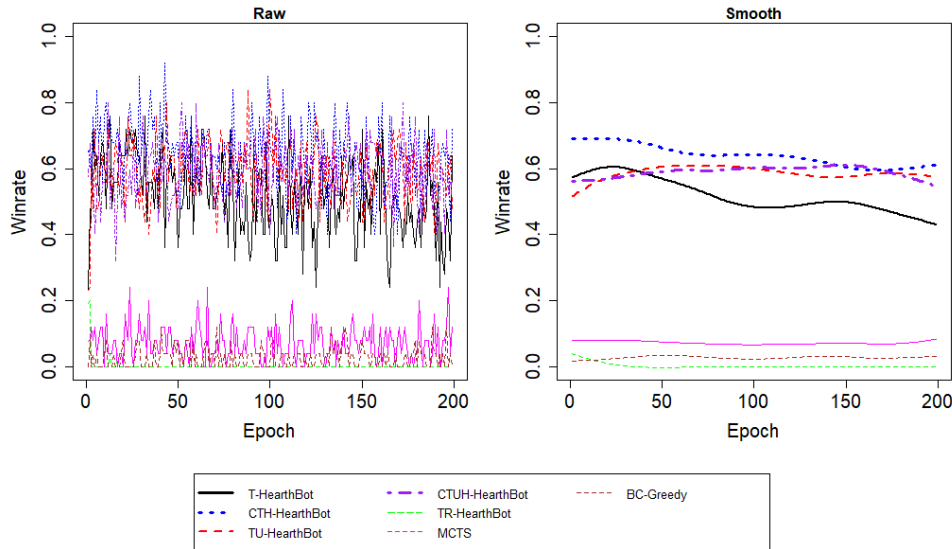 Raw
Smooth
Winrate
1.0
0.8
0.6
0.4
0.2
0.0
0
50
100
150
200
Epoch
Winrate
1.0
0.8
0.6
0.4
0.2
0.0
0
50
100
150
200
Epoch
T-HearthBot
CTH-HearthBot
TU-HearthBot
CTUH-HearthBot
TR-HearthBot
MCTS
BC-Greedy